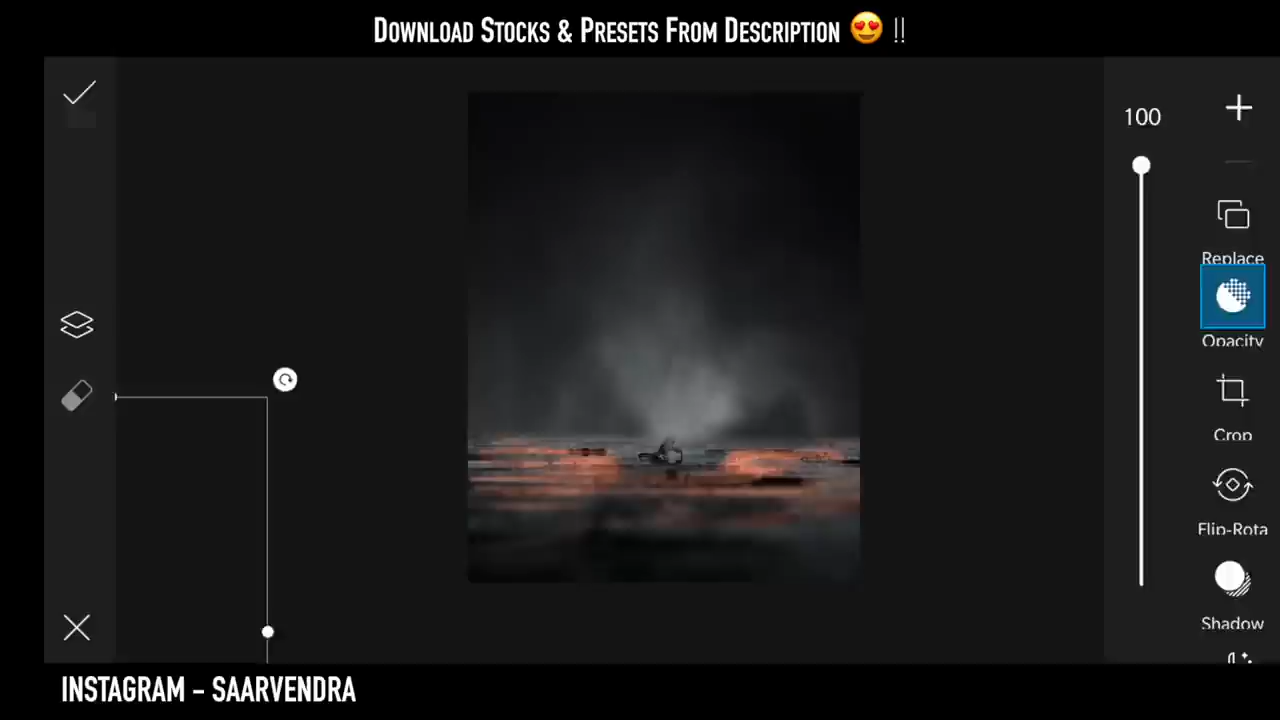 Download Stocks & Presets From Description 😍 !!
100
Replace
Opacity
Crop
Flip-Rota
Shadow
INSTAGRAM - SAARVENDRA